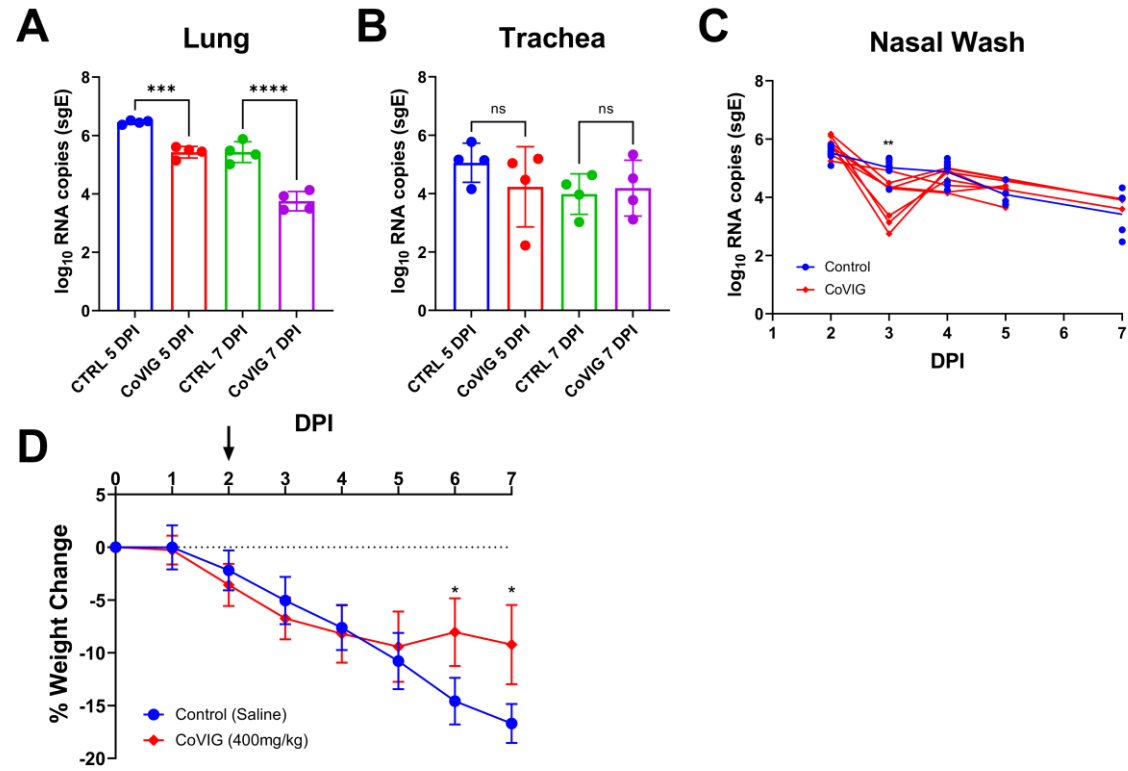 A
Lung
log10 RNA copies (sgE)
8
6
4
2
0
***
****
CTRL 5 DPI
CoVIG 5 DPI
CTRL 7 DPI
CoVIG 7 DPI
B
Trachea
log10 RNA copies (sgE)
8
6
4
2
0
ns
ns
CTRL 5 DPI
CoVIG 5 DPI
CTRL 7 DPI
CoVIG 7 DPI
C
Nasal Wash
log10 RNA copies (sgE)
8
6
4
2
0
**
Control
CoVIG
1 2 3 4 5 6 7
DPI
D
DPI
0 1 2 3 4 5 6 7
% Weight Change
5
0
-5
-10
-15
-20
* *
Control (Saline)
CoVIG (400mg/kg)